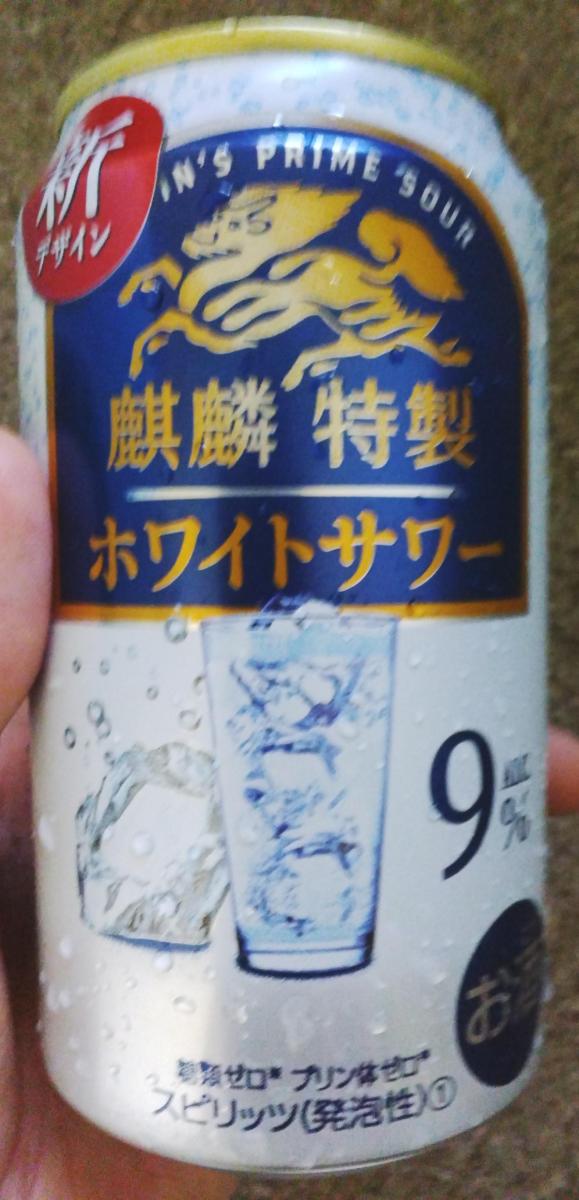 新
デザイン
IN'S PRIME SOUR
麒麟 特製
ホワイトサワー
9
ALC.
%
お酒
糖類ゼロ※ プリン体ゼロ※
スピリッツ(発泡性)①